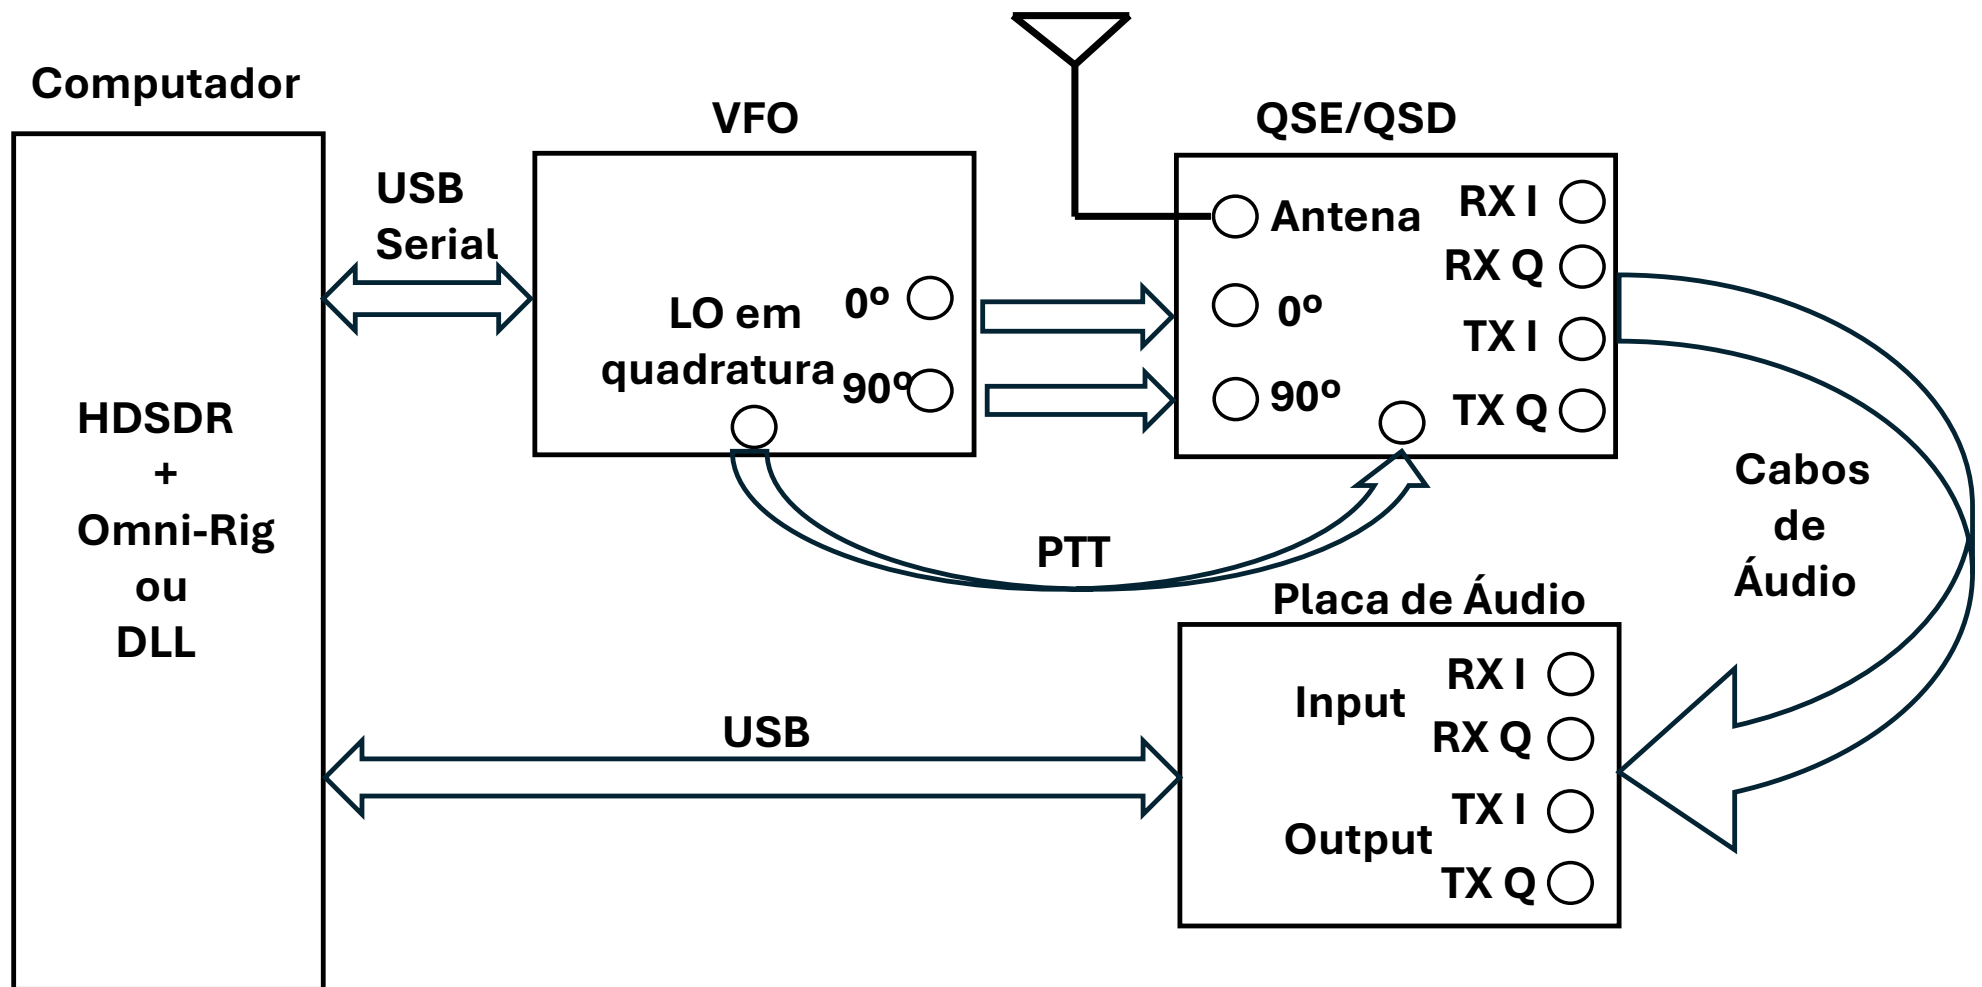 Computador
HDSDR
+
Omni-Rig
ou
DLL
USB
Serial
VFO
LO em
quadratura
0º
90º
QSE/QSD
Antena
0º
90º
RX I
RX Q
TX I
TX Q
PTT
Cabos
de
Áudio
USB
Placa de Áudio
Input
RX I
RX Q
Output
TX I
TX Q